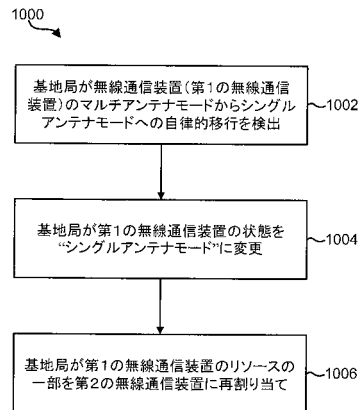 1000
基地局が無線通信装置(第1の無線通信
装置)のマルチアンテナモードからシングル
アンテナモードへの自律的移行を検出
1002
基地局が第1の無線通信装置の状態を
“シングルアンテナモード”に変更
1004
基地局が第1の無線通信装置のリソースの
一部を第2の無線通信装置に再割り当て
1006